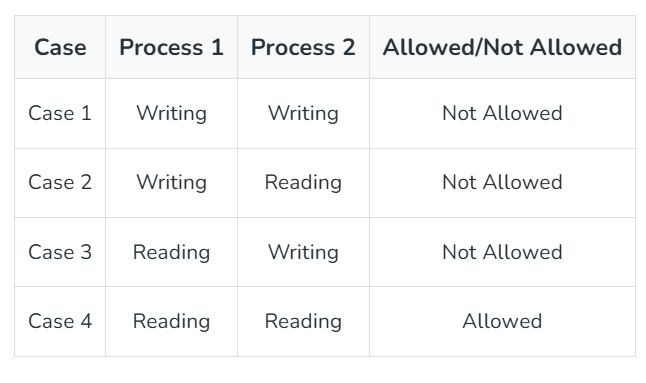 Case Process 1 Process 2 Allowed/Not Allowed
Case 1 Writing Writing Not Allowed
Case 2 Writing Reading Not Allowed
Case 3 Reading Writing Not Allowed
Case 4 Reading Reading Allowed